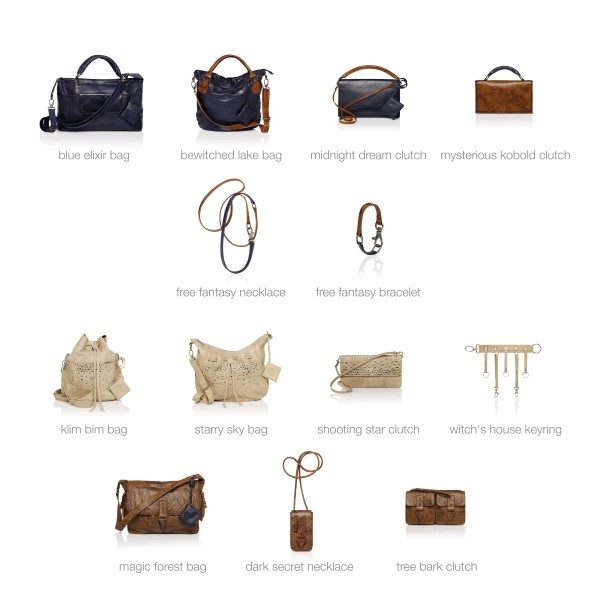 blue elixir bag
bewitched lake bag
midnight dream clutch
mysterious kobold clutch
free fantasy necklace
free fantasy bracelet
klim bim bag
starry sky bag
shooting star clutch
witch's house keyring
magic forest bag
dark secret necklace
tree bark clutch